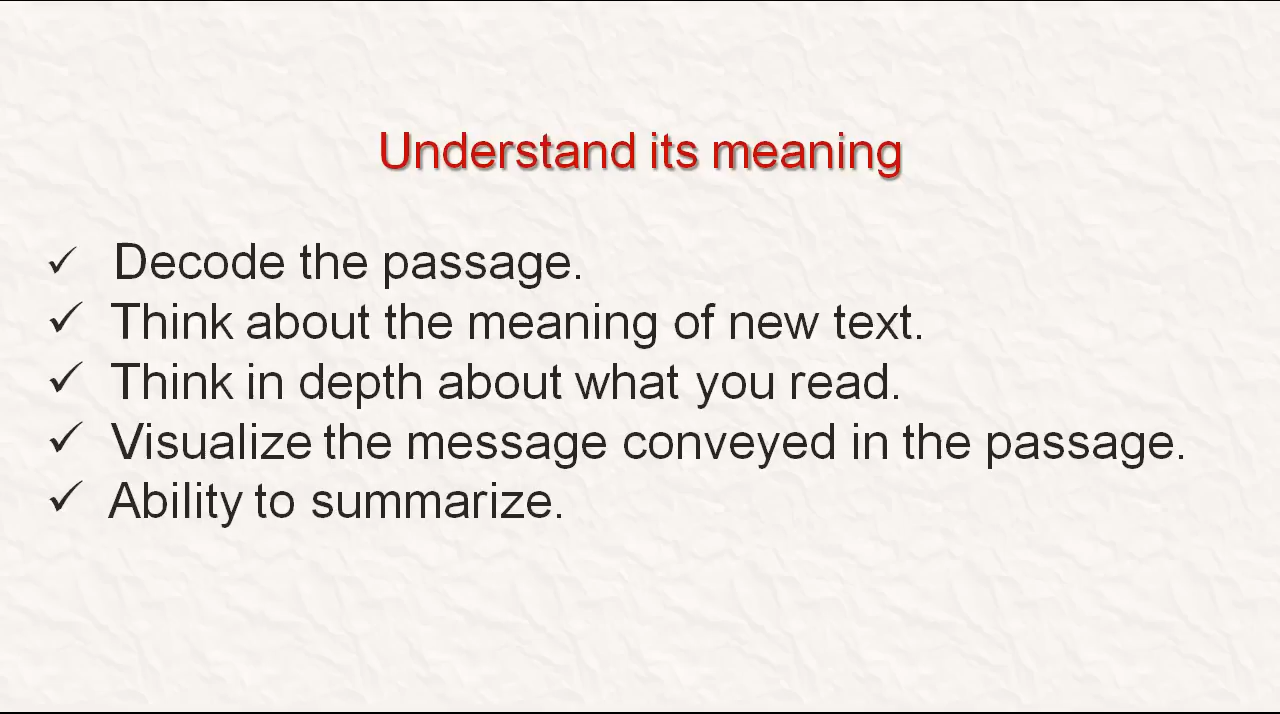 Understand its meaning
✓ Decode the passage.
✓ Think about the meaning of new text.
✓ Think in depth about what you read.
✓ Visualize the message conveyed in the passage.
✓ Ability to summarize.